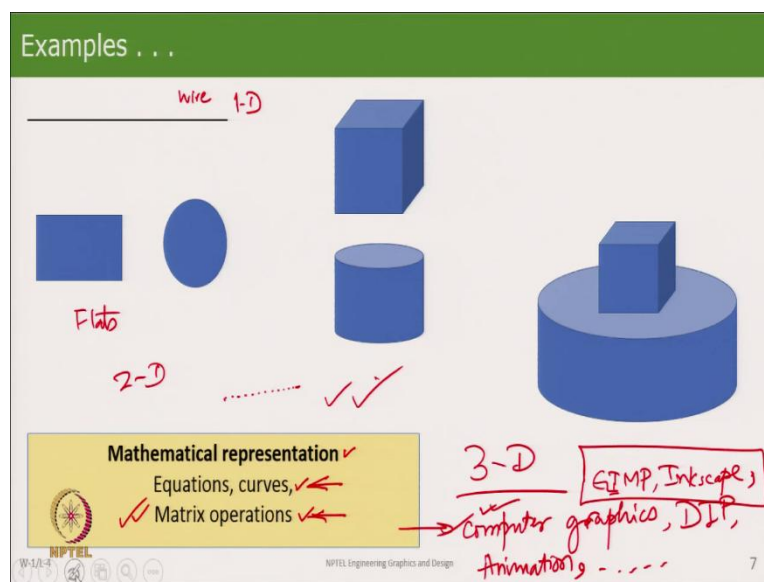 Examples . . .
Wire 1-D
Flats
2-D
Mathematical representation
Equations, curves,
Matrix operations
3-D
GIMP, Inkscape,
Computer graphics, DIP,
Animation, .....
NPTEL
W-1/L-4
NPTEL Engineering Graphics and Design
7